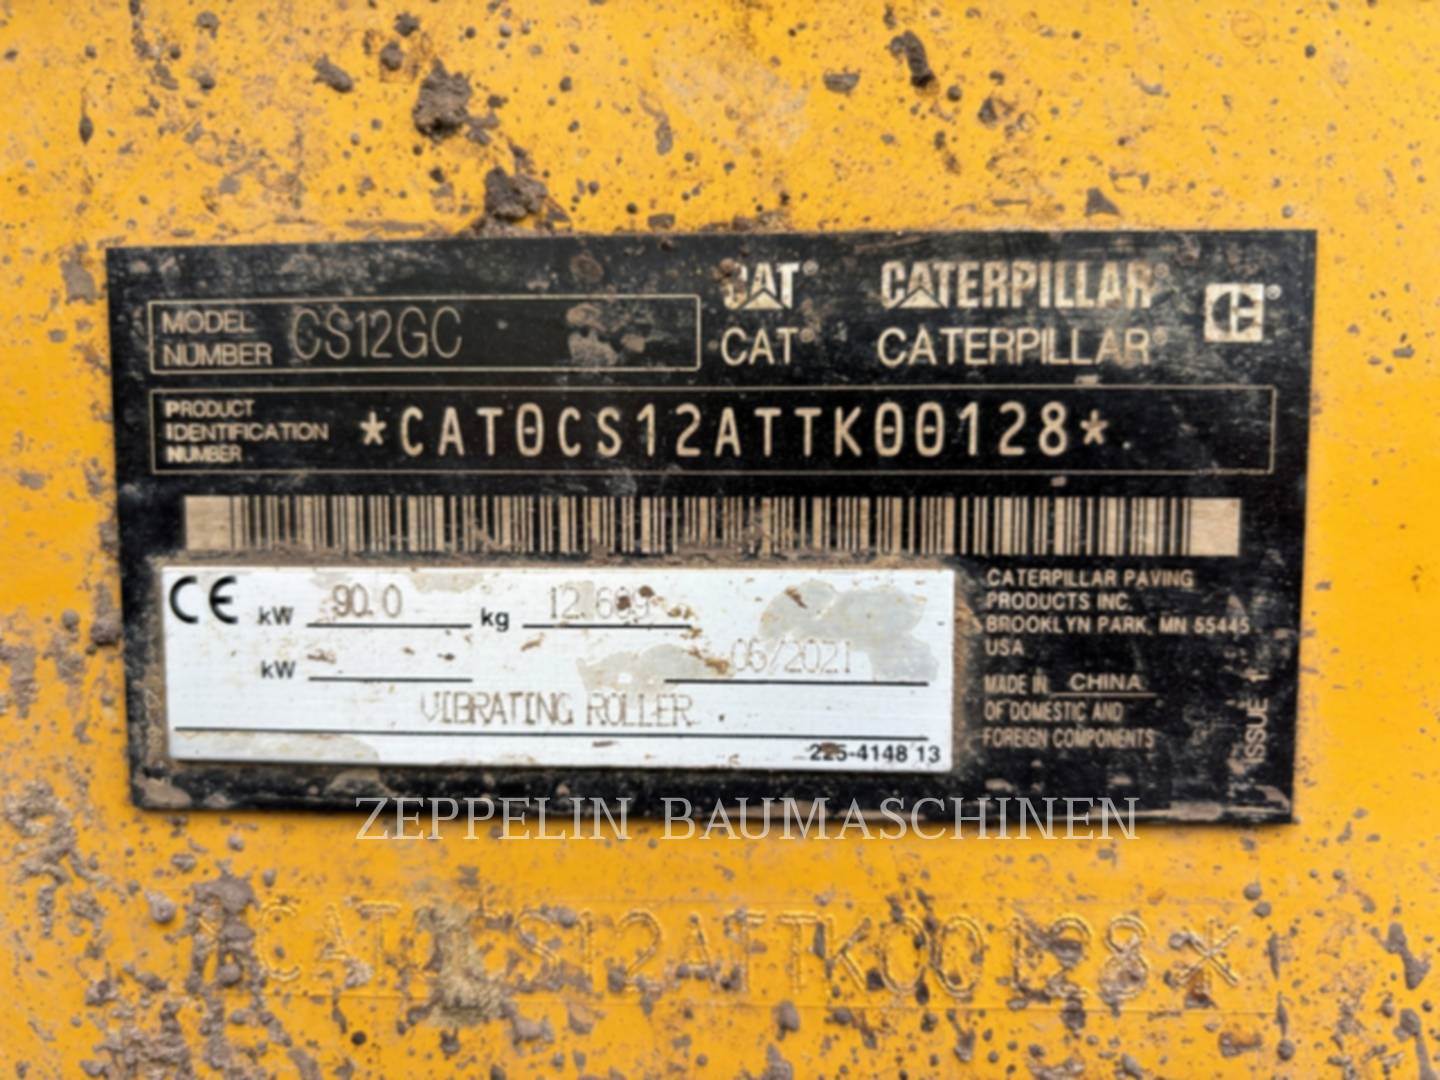 CAT® CATERPILLAR®
MODEL NUMBER CS12GC
CAT® CATERPILLAR®
PRODUCT IDENTIFICATION NUMBER *CAT0CS12ATTK00128*
CE kW 90.0 kg
kW 06/2021
VIBRATING ROLLER
225-4148 13
CATERPILLAR PAVING
PRODUCTS INC.
BROOKLYN PARK, MN 55445
USA
MADE IN CHINA
OF DOMESTIC AND
FOREIGN COMPONENTS
ISSUE 1
ZEPPELIN BAUMASCHINEN
*CAT0CS12ATTK00128*